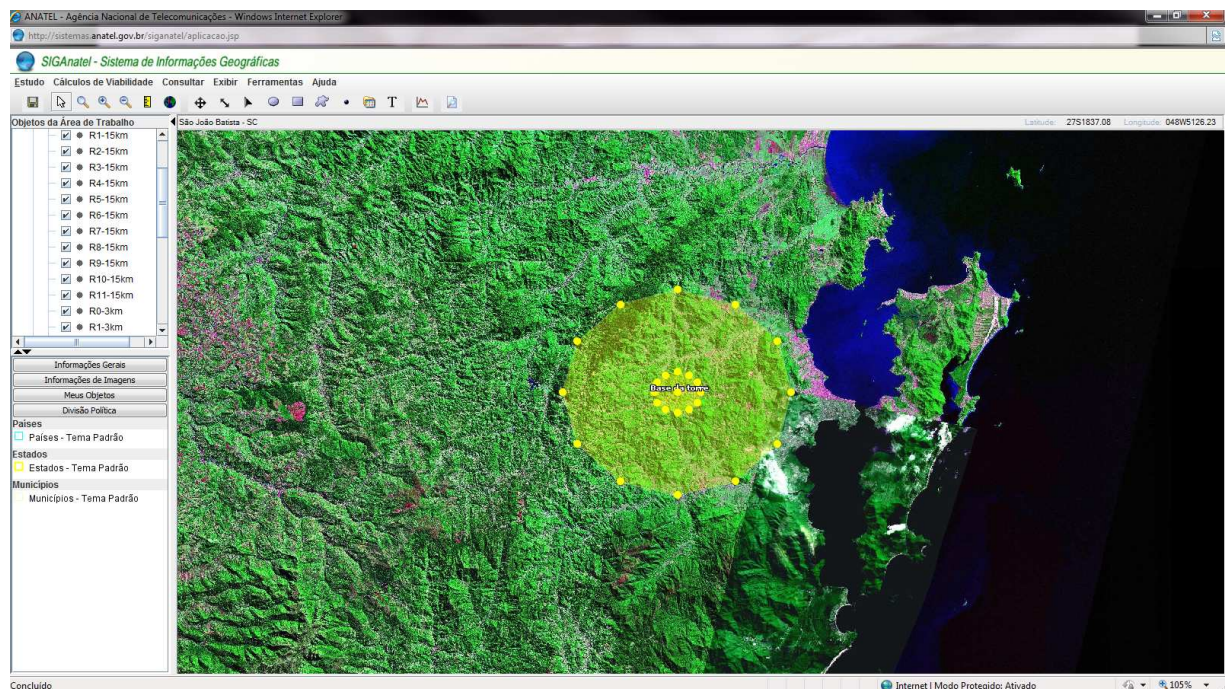 ANATEL - Agência Nacional de Telecomunicações - Windows Internet Explorer
http://sistemas.anatel.gov.br/siganatel/aplicacao.jsp
SIGAnatel - Sistema de Informações Geográficas
Estudo Cálculos de Viabilidade Consultar Exibir Ferramentas Ajuda
T
Objetos da Área de Trabalho
São João Batista - SC
Latitude: 27S1837.08 Longitude: 048W5126.23
R1-15km
R2-15km
R3-15km
R4-15km
R5-15km
R6-15km
R7-15km
R8-15km
R9-15km
R10-15km
R11-15km
R0-3km
R1-3km
Base da torre
Informações Gerais
Informações de Imagens
Meus Objetos
Divisão Política
Paises
Países - Tema Padrão
Estados
Estados - Tema Padrão
Municípios
Municípios - Tema Padrão
Concluído
Internet | Modo Protegido: Ativado
105%